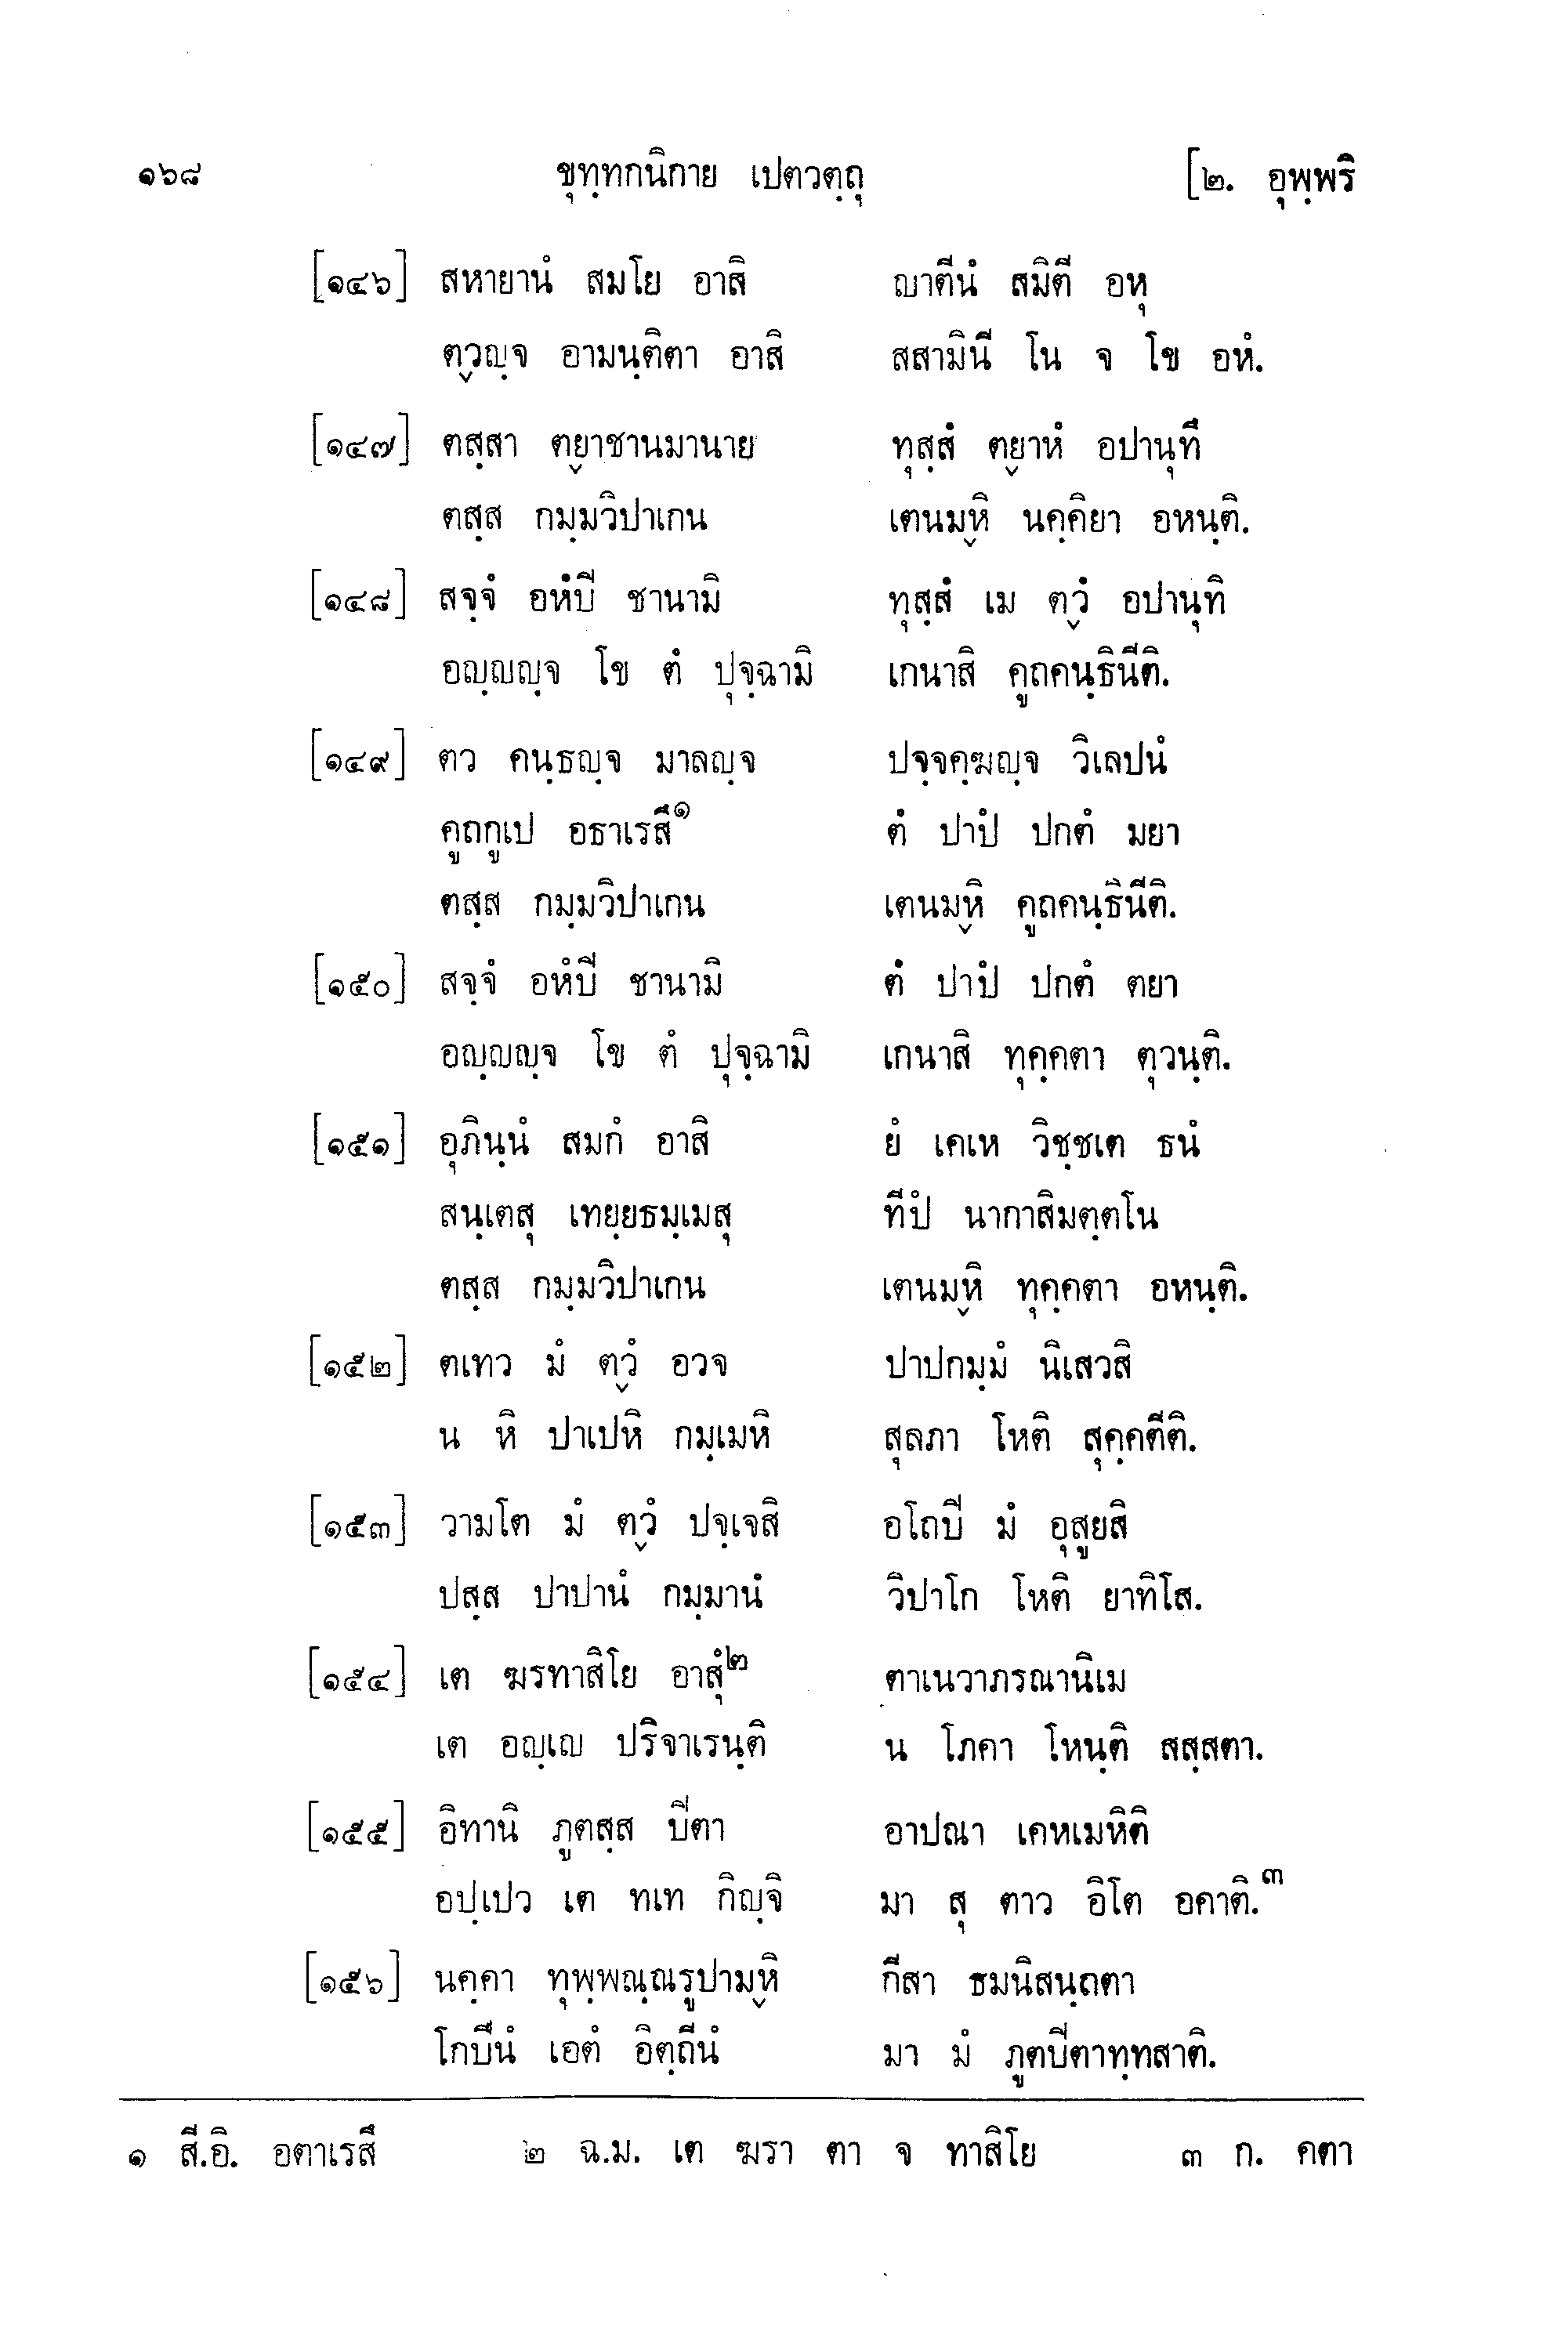 ๑๖๘ ขุทฺทกนิกาย เปตวตฺถุ [๒. อุพฺพริ
[๑๔๖] สหายานํ สมโย อาสิ ญาตีนํ สมิตี อหุ
ตฺวญฺจ อามนฺติตา อาสิ สสามินี โน จ โข อหํ.
[๑๔๗] ตสฺสา ตฺยาชานมานาย ทุสฺสํ ตฺยาหํ อปานุทึ
ตสฺส กมฺมวิปาเกน เตนมฺหิ นคฺคิยา อหนฺติ.
[๑๔๘] สจฺจํ อหํปี ชานามิ ทุสฺสํ เม ตฺวํ อปานุทิ
อญฺญญฺจ โข ตํ ปุจฺฉามิ เกนาสิ คูถคนฺธินีติ.
[๑๔๙] ตว คนฺธญฺจ มาลญฺจ ปจฺจคฺฆญฺจ วิเลปนํ
คูถกูเป อธาเรสึ๑ ตํ ปาปํ ปกตํ มยา
ตสฺส กมฺมวิปาเกน เตนมฺหิ คูถคนฺธินีติ.
[๑๕๐] สจฺจํ อหํปี ชานามิ ตํ ปาปํ ปกตํ ตยา
อญฺญญฺจ โข ตํ ปุจฺฉามิ เกนาสิ ทุคฺคตา ตุวนฺติ.
[๑๕๑] อุภินฺนํ สมกํ อาสิ ยํ เคเห วิชฺชเต ธนํ
สนฺเตสุ เทยฺยธมฺเมสุ ทีปํ นากาสิมตฺตโน
ตสฺส กมฺมวิปาเกน เตนมฺหิ ทุคฺคตา อหนฺติ.
[๑๕๒] ตเทว มํ ตฺวํ อวจ ปาปกมฺมํ นิเสวสิ
น หิ ปาเปหิ กมฺเมหิ สุลภา โหติ สุคฺคตีติ.
[๑๕๓] วามโต มํ ตฺวํ ปจฺเจสิ อโถปี มํ อุสูยสิ
ปสฺส ปาปานํ กมฺมานํ วิปาโก โหติ ยาทิโส.
[๑๕๔] เต ฆรทาสิโย อาสุํ๒ ตาเนวาภรณานิเม
เต อญฺเญ ปริจาเรนฺติ น โภคา โหนฺติ สสฺสตา.
[๑๕๕] อิทานิ ภูตสฺส ปีตา อาปณา เคหเมหิติ
อปฺเปว เต ทเท กิญฺจิ มา สุ ตาว อิโต อคาติ.๓
[๑๕๖] นคฺคา ทุพฺพณฺณรูปามฺหิ กีสา ธมนิสนฺถตา
โกปีนํ เอตํ อิตฺถีนํ มา มํ ภูตปีตาทฺทสาติ.
๑ สี.อิ. อตาเรสึ ๒ ฉ.ม. เต ฆรา ตา จ ทาสิโย ๓ ก. คตา